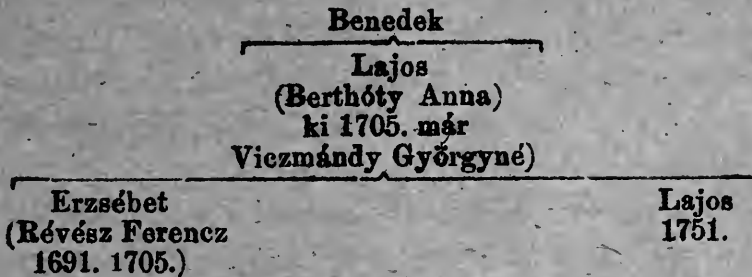 Benedek
Lajos
(Berthóty Anna)
ki 1705. már
Viczmándy Györgyné)
Erzsébet
(Révész Ferencz
1691. 1705.)
Lajos
1751.